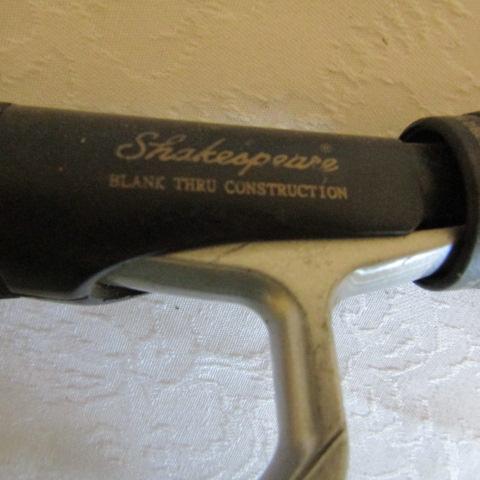 Shakespeare®
BLANK THRU CONSTRUCTION